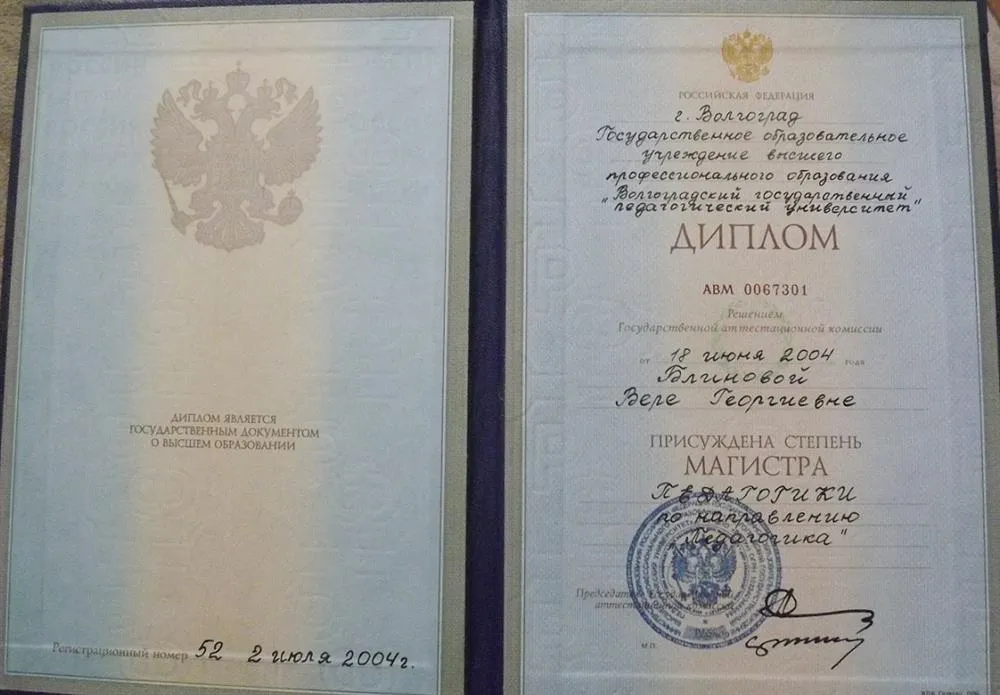 ДИПЛОМ ЯВЛЯЕТСЯ
ГОСУДАРСТВЕННЫМ ДОКУМЕНТОМ
О ВЫСШЕМ ОБРАЗОВАНИИ
Регистрационный номер 52 2 июля 2004г.
РОССИЙСКАЯ ФЕДЕРАЦИЯ
г. Волгоград
Государственное образовательное
учреждение высшего
профессионального образования
"Волгоградский государственный
педагогический университет"
ДИПЛОМ
АВМ 0067301
Решением
Государственной аттестационной комиссии
от 18 июня 2004 года
Блиновой
Вере Георгиевне
ПРИСУЖДЕНА СТЕПЕНЬ
МАГИСТРА
ПЕДАГОГИКИ
по направлению
"Педагогика"
М.П.